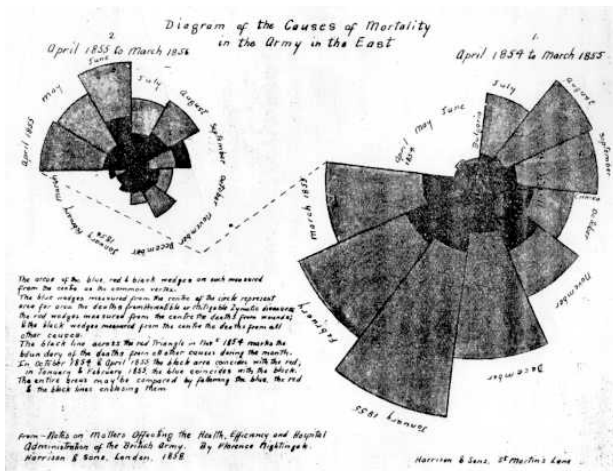 Diagram of the Causes of Mortality
in the Army in the East
2.
April 1855 to March 1856
1.
April 1854 to March 1855
June
July
May
August
April 1855
September
October
November
December
January 1856
February
March
April 1854
May
June
Bulgaria
July
August
September
Crimea
October
November
December
January 1855
February
March 1855
The areas of the blue, red & black wedges are each measured
from the centre as the common vertex.
The blue wedges measured from the centre of the circle represent
area for area the deaths from Preventible or Mitigable Zymotic diseases;
the red wedges measured from the centre the deaths from wounds;
& the black wedges measured from the centre the deaths from all
other causes.
The black line across the red triangle in Nov. 1854 marks the
boundary of the deaths from all other causes during the month.
In October 1854 & April 1855 the black area coincides with the red,
in January & February 1855, the blue coincides with the black.
The entire areas may be compared by following the blue, the red
& the black lines enclosing them
From - Notes on Matters Affecting the Health, Efficiency and Hospital
Administration of the British Army. By Florence Nightingale.
Harrison & Sons, London, 1858
Harrison & Sons, St Martins Lane